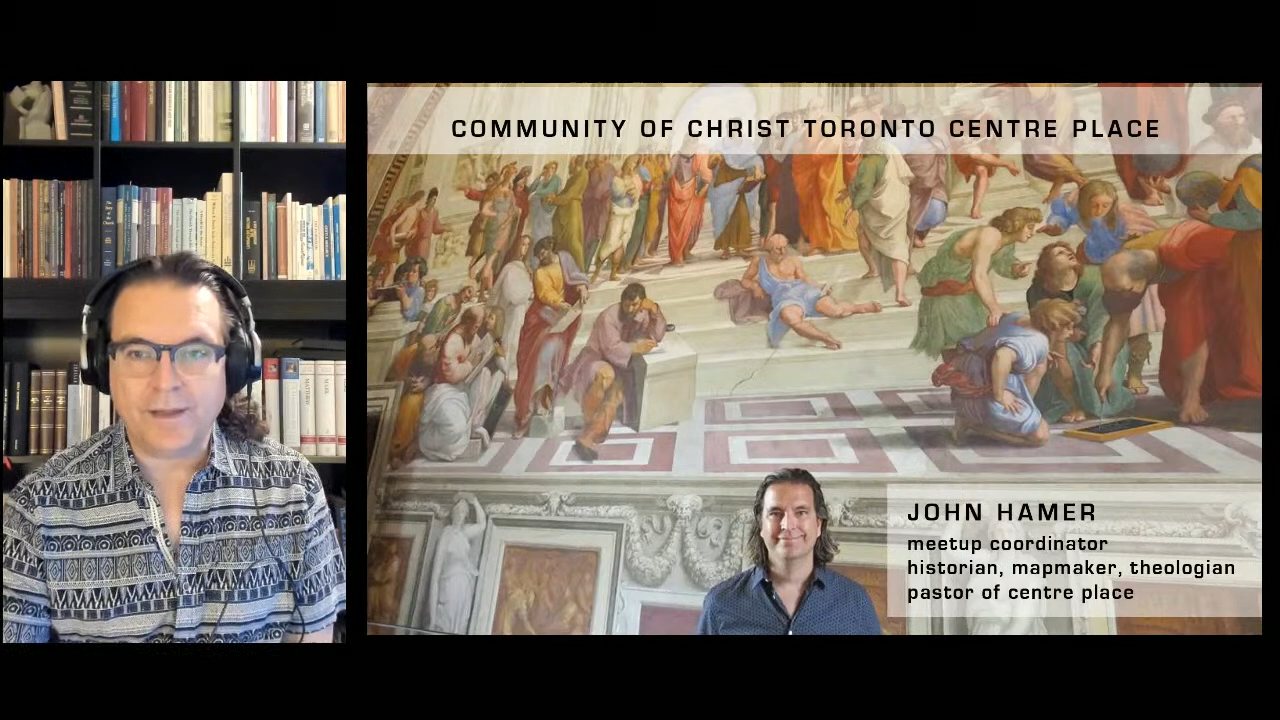 COMMUNITY OF CHRIST TORONTO CENTRE PLACE
JOHN HAMER
meetup coordinator
historian, mapmaker, theologian
pastor of centre place